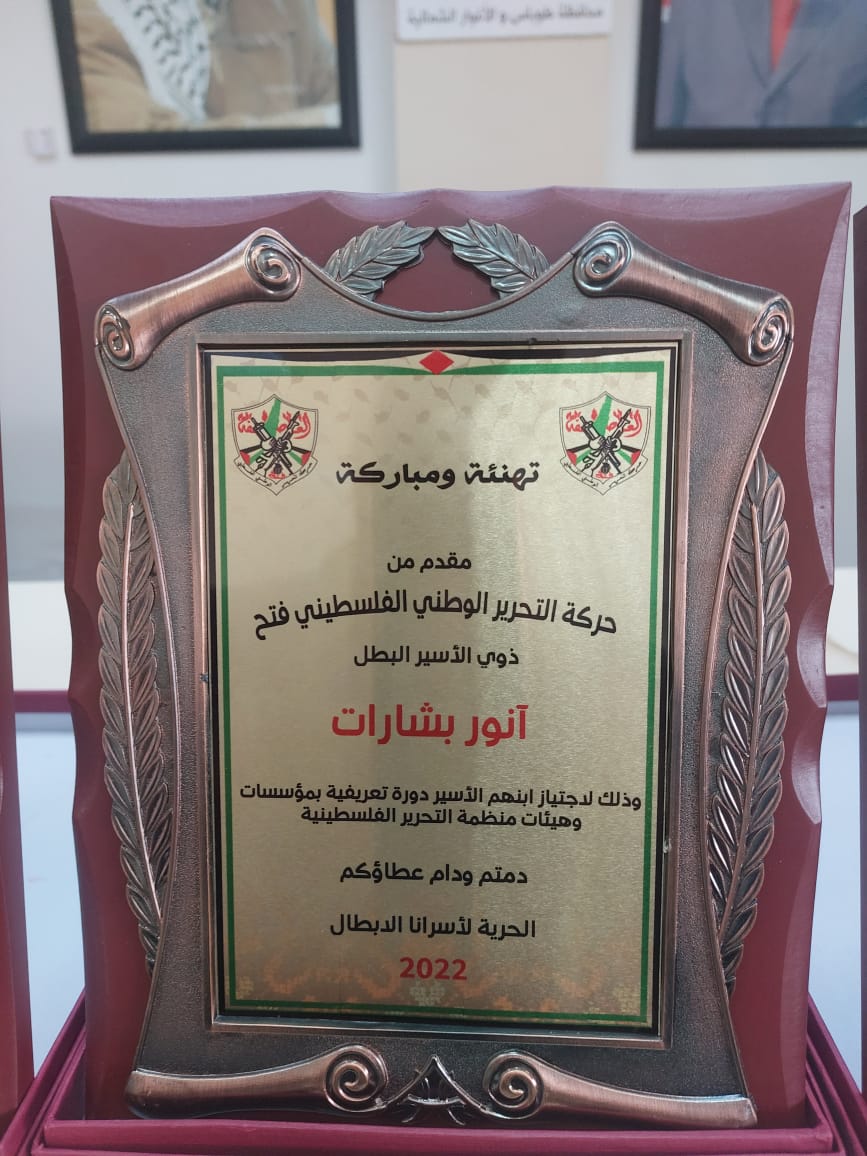 محافظة طوباس و الأغوار الشمالية
تهنئة ومباركة
مقدم من
حركة التحرير الوطني الفلسطيني فتح
ذوي الأسير البطل
آنور بشارات
وذلك لاجتياز ابنهم الأسير دورة تعريفية بمؤسسات
وهيئات منظمة التحرير الفلسطينية
دمتم ودام عطاؤكم
الحرية لأسرانا الابطال
2022